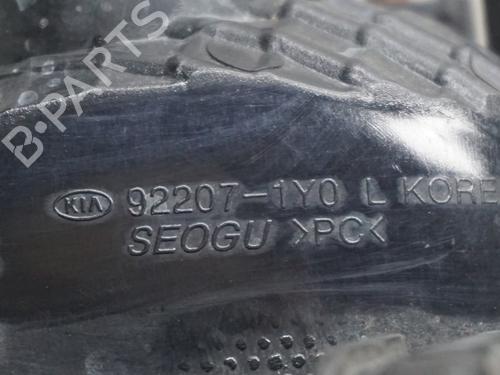 B-PARTS
KIA 92207-1Y0 L KORE
SEOGU >PC<